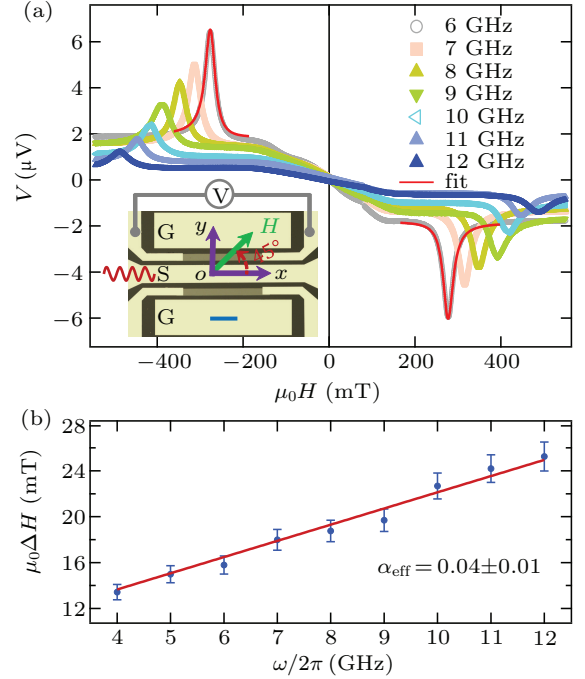 (a)
V (μV)
6
4
2
0
−2
−4
−6
6 GHz
7 GHz
8 GHz
9 GHz
10 GHz
11 GHz
12 GHz
fit
V
G
y
H
45°
S
o
x
G
−400
−200
0
200
400
μ₀H (mT)
(b)
μ₀ΔH (mT)
28
24
20
16
12
α_eff = 0.04±0.01
4
5
6
7
8
9
10
11
12
ω/2π (GHz)